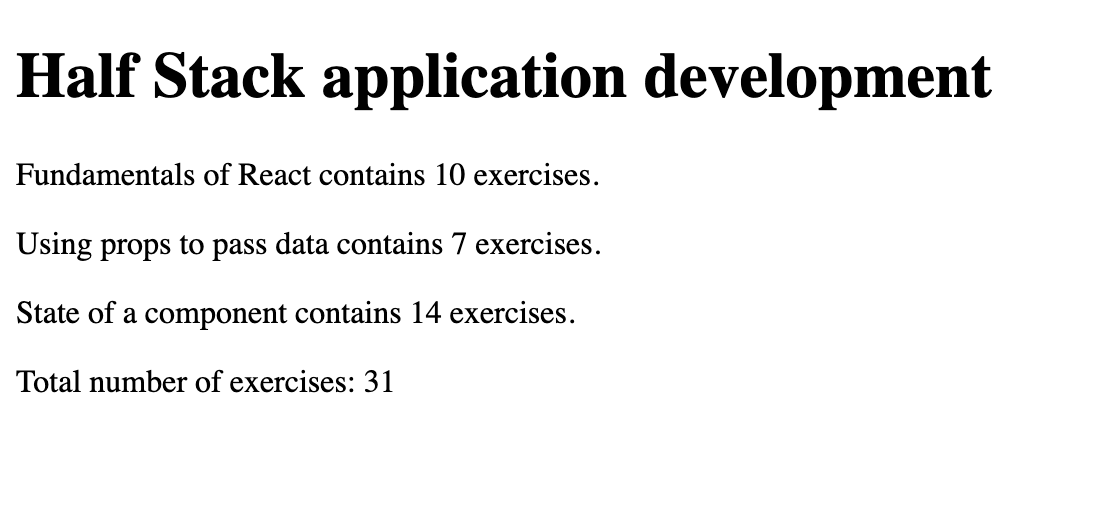 Half Stack application development
Fundamentals of React contains 10 exercises.
Using props to pass data contains 7 exercises.
State of a component contains 14 exercises.
Total number of exercises: 31